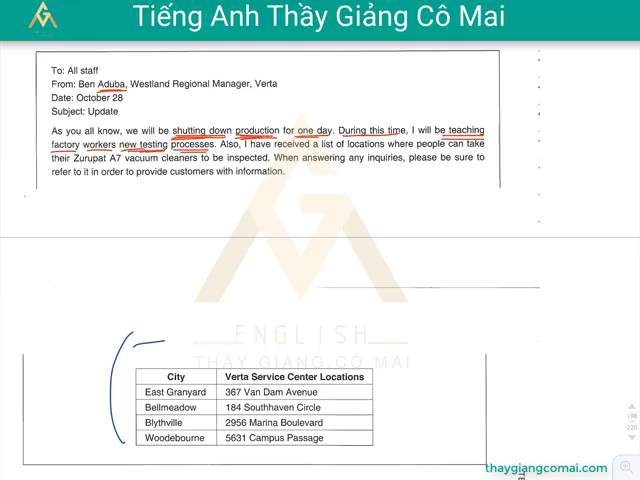 Tiếng Anh Thầy Giảng Cô Mai
To: All staff
From: Ben Aduba, Westland Regional Manager, Verta
Date: October 28
Subject: Update
As you all know, we will be shutting down production for one day. During this time, I will be teaching
factory workers new testing processes. Also, I have received a list of locations where people can take
their Zurupat A7 vacuum cleaners to be inspected. When answering any inquiries, please be sure to
refer to it in order to provide customers with information.
ENGLISH
THẦY GIẢNG.CÔ MAI
City Verta Service Center Locations
East Granyard 367 Van Dam Avenue
Bellmeadow 184 Southhaven Circle
Blythville 2956 Marina Boulevard
Woodebourne 5631 Campus Passage
198
220
thaygiangcomai.com